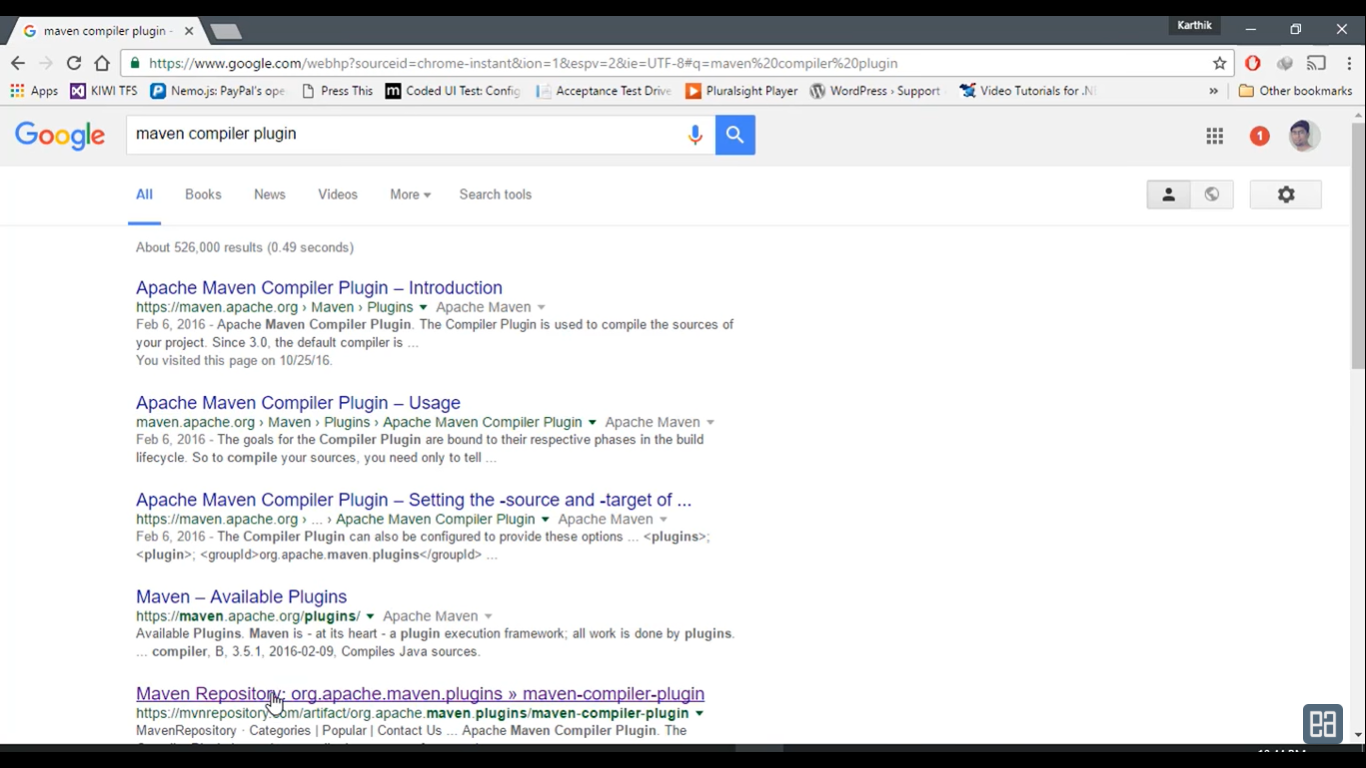 maven compiler plugin -
Karthik
https://www.google.com/webhp?sourceid=chrome-instant&ion=1&espv=2&ie=UTF-8#q=maven%20compiler%20plugin
Apps KIWI TFS Nemo.js: PayPal's ope Press This Coded UI Test: Config Acceptance Test Drive Pluralsight Player WordPress › Support Video Tutorials for .N » Other bookmarks
Google maven compiler plugin 1
All Books News Videos More Search tools
About 526,000 results (0.49 seconds)
Apache Maven Compiler Plugin – Introduction
https://maven.apache.org › Maven › Plugins Apache Maven
Feb 6, 2016 - Apache Maven Compiler Plugin. The Compiler Plugin is used to compile the sources of
your project. Since 3.0, the default compiler is ...
You visited this page on 10/25/16.
Apache Maven Compiler Plugin – Usage
maven.apache.org › Maven › Plugins › Apache Maven Compiler Plugin Apache Maven
Feb 6, 2016 - The goals for the Compiler Plugin are bound to their respective phases in the build
lifecycle. So to compile your sources, you need only to tell ...
Apache Maven Compiler Plugin – Setting the -source and -target of ...
https://maven.apache.org › ... › Apache Maven Compiler Plugin Apache Maven
Feb 6, 2016 - The Compiler Plugin can also be configured to provide these options ... <plugins>;
<plugin>; <groupId>org.apache.maven.plugins</groupId> ...
Maven – Available Plugins
https://maven.apache.org/plugins/ Apache Maven
Available Plugins. Maven is - at its heart - a plugin execution framework; all work is done by plugins.
... compiler, B, 3.5.1, 2016-02-09, Compiles Java sources.
Maven Repository: org.apache.maven.plugins » maven-compiler-plugin
https://mvnrepository.com/artifact/org.apache.maven.plugins/maven-compiler-plugin
MavenRepository · Categories | Popular | Contact Us ... Apache Maven Compiler Plugin. The
ea